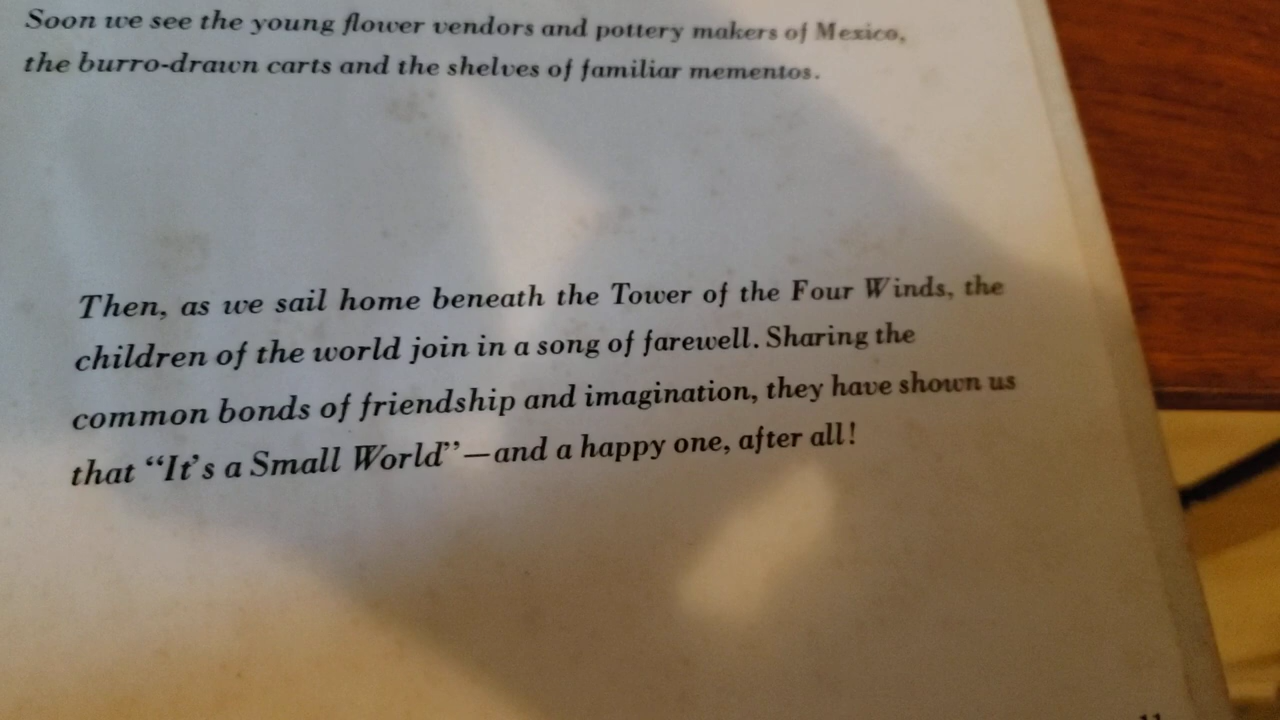 Soon we see the young flower vendors and pottery makers of Mexico,
the burro-drawn carts and the shelves of familiar mementos.
Then, as we sail home beneath the Tower of the Four Winds, the
children of the world join in a song of farewell. Sharing the
common bonds of friendship and imagination, they have shown us
that “It’s a Small World”—and a happy one, after all!